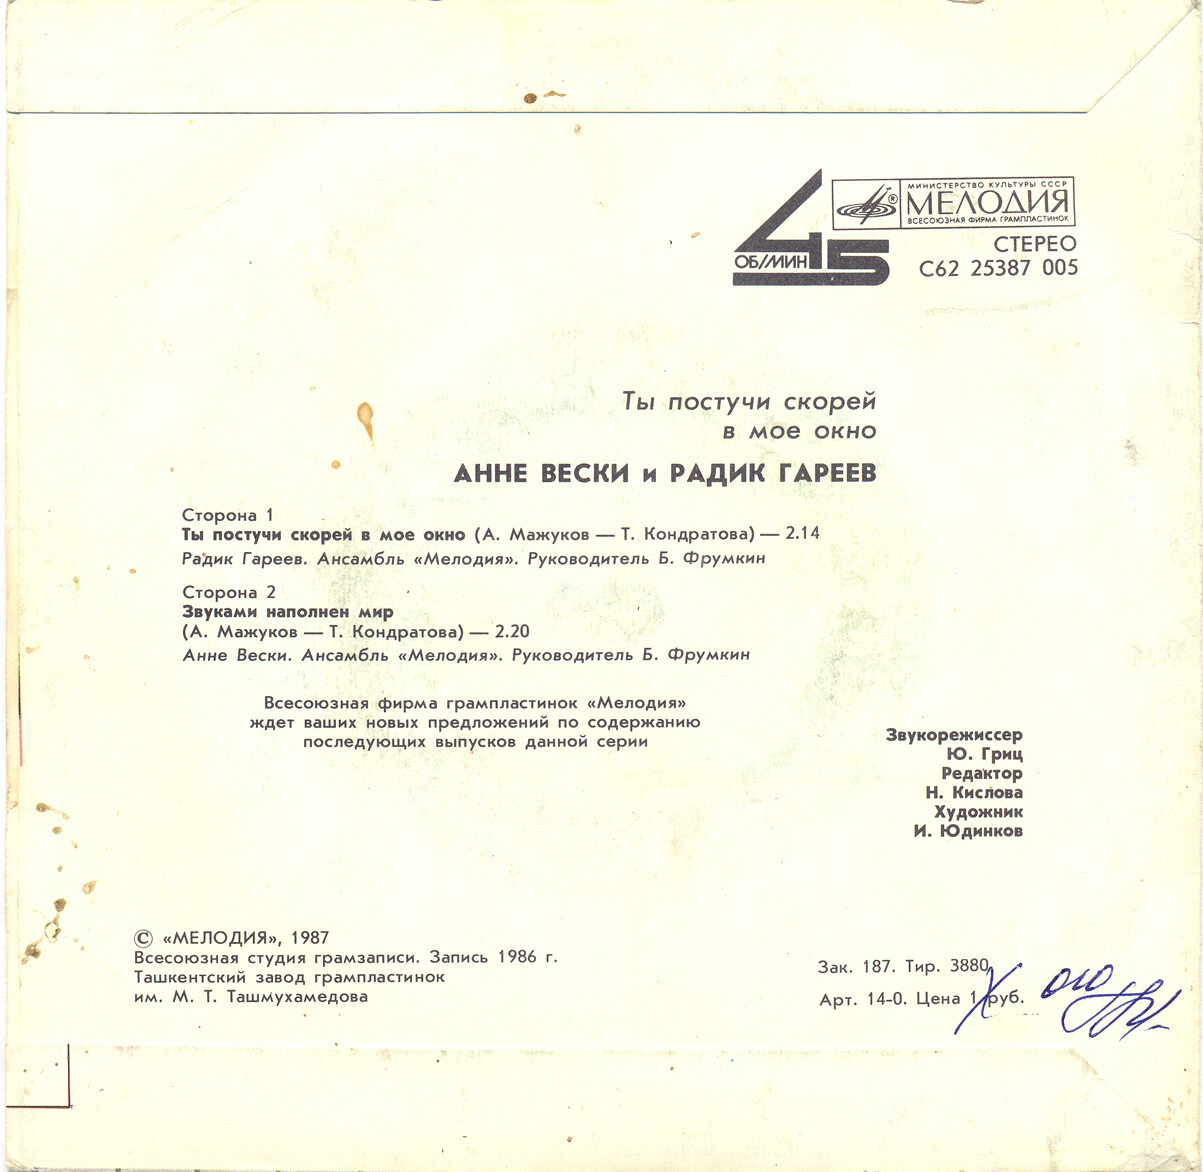 45
ОБ/МИН
МИНИСТЕРСТВО КУЛЬТУРЫ СССР
МЕЛОДИЯ
®
ВСЕСОЮЗНАЯ ФИРМА ГРАМПЛАСТИНОК
СТЕРЕО
С62 25387 005
Ты постучи скорей
в мое окно
АННЕ ВЕСКИ и РАДИК ГАРЕЕВ
Сторона 1
Ты постучи скорей в мое окно (А. Мажуков — Т. Кондратова) — 2.14
Радик Гареев. Ансамбль «Мелодия». Руководитель Б. Фрумкин
Сторона 2
Звуками наполнен мир
(А. Мажуков — Т. Кондратова) — 2.20
Анне Вески. Ансамбль «Мелодия». Руководитель Б. Фрумкин
Всесоюзная фирма грампластинок «Мелодия»
ждет ваших новых предложений по содержанию
последующих выпусков данной серии
Звукорежиссер
Ю. Гриц
Редактор
Н. Кислова
Художник
И. Юдинков
© «МЕЛОДИЯ», 1987
Всесоюзная студия грамзаписи. Запись 1986 г.
Ташкентский завод грампластинок
им. М. Т. Ташмухамедова
Зак. 187. Тир. 3880
Арт. 14-0. Цена 1 руб.